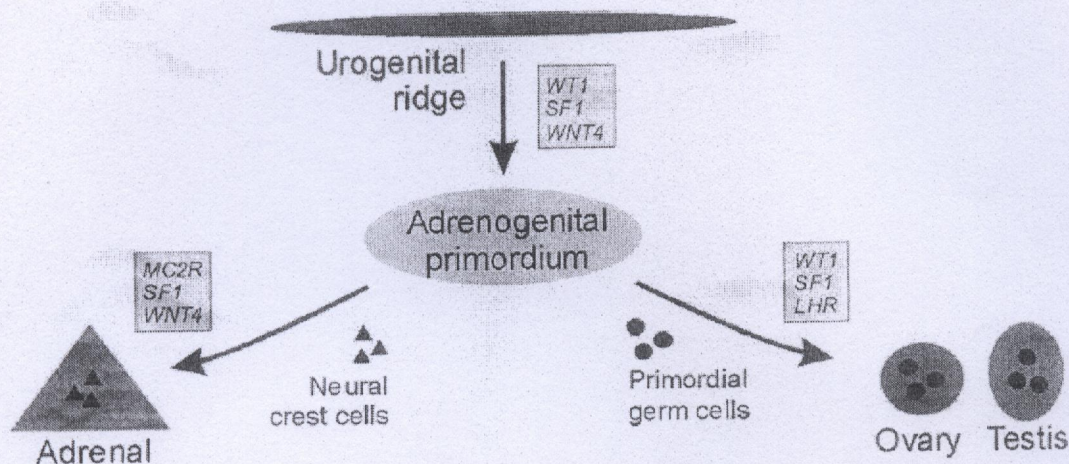 Urogenital
ridge
WT1
SF1
WNT4
Adrenogenital
primordium
MC2R
SF1
WNT4
WT1
SF1
LHR
Neural
crest cells
Primordial
germ cells
Adrenal
Ovary
Testis